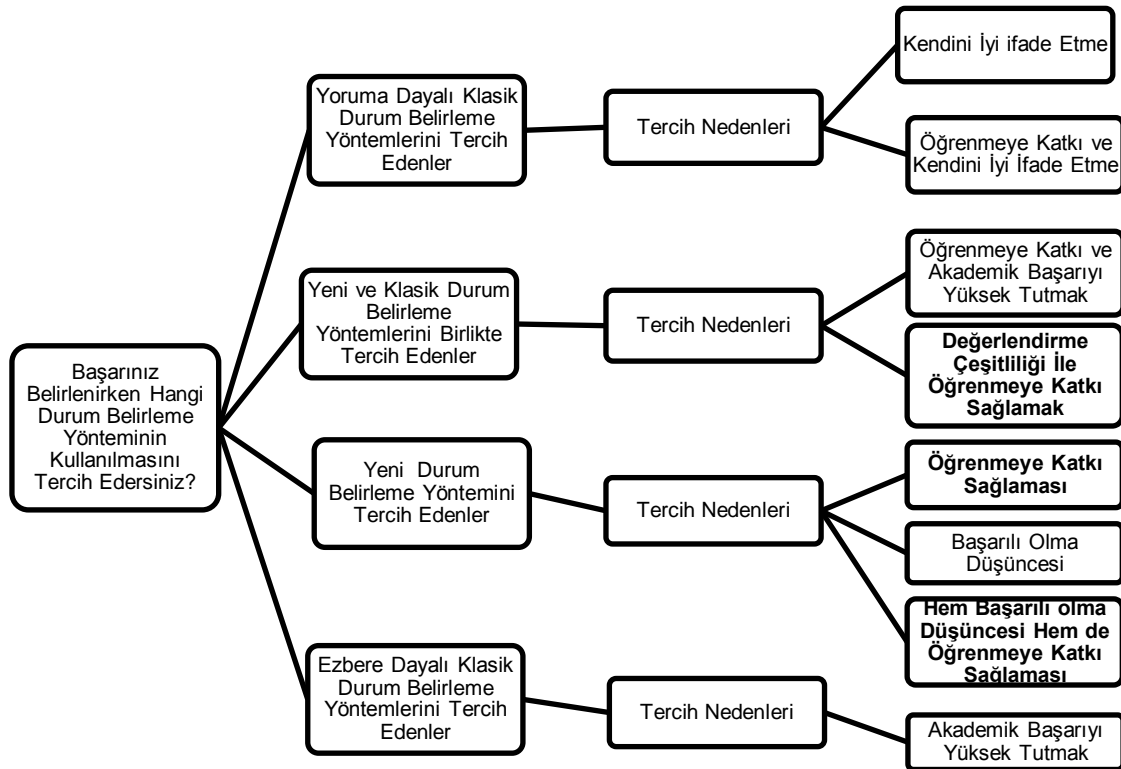 Başarınız
Belirlenirken Hangi
Durum Belirleme
Yönteminin
Kullanılmasını
Tercih Edersiniz?
Yoruma Dayalı Klasik
Durum Belirleme
Yöntemlerini Tercih
Edenler
Tercih Nedenleri
Kendini İyi ifade Etme
Öğrenmeye Katkı ve
Kendini İyi İfade Etme
Yeni ve Klasik Durum
Belirleme
Yöntemlerini Birlikte
Tercih Edenler
Tercih Nedenleri
Öğrenmeye Katkı ve
Akademik Başarıyı
Yüksek Tutmak
Değerlendirme
Çeşitliliği İle
Öğrenmeye Katkı
Sağlamak
Yeni Durum
Belirleme Yöntemini
Tercih Edenler
Tercih Nedenleri
Öğrenmeye Katkı
Sağlaması
Başarılı Olma
Düşüncesi
Hem Başarılı olma
Düşüncesi Hem de
Öğrenmeye Katkı
Sağlaması
Ezbere Dayalı Klasik
Durum Belirleme
Yöntemlerini Tercih
Edenler
Tercih Nedenleri
Akademik Başarıyı
Yüksek Tutmak